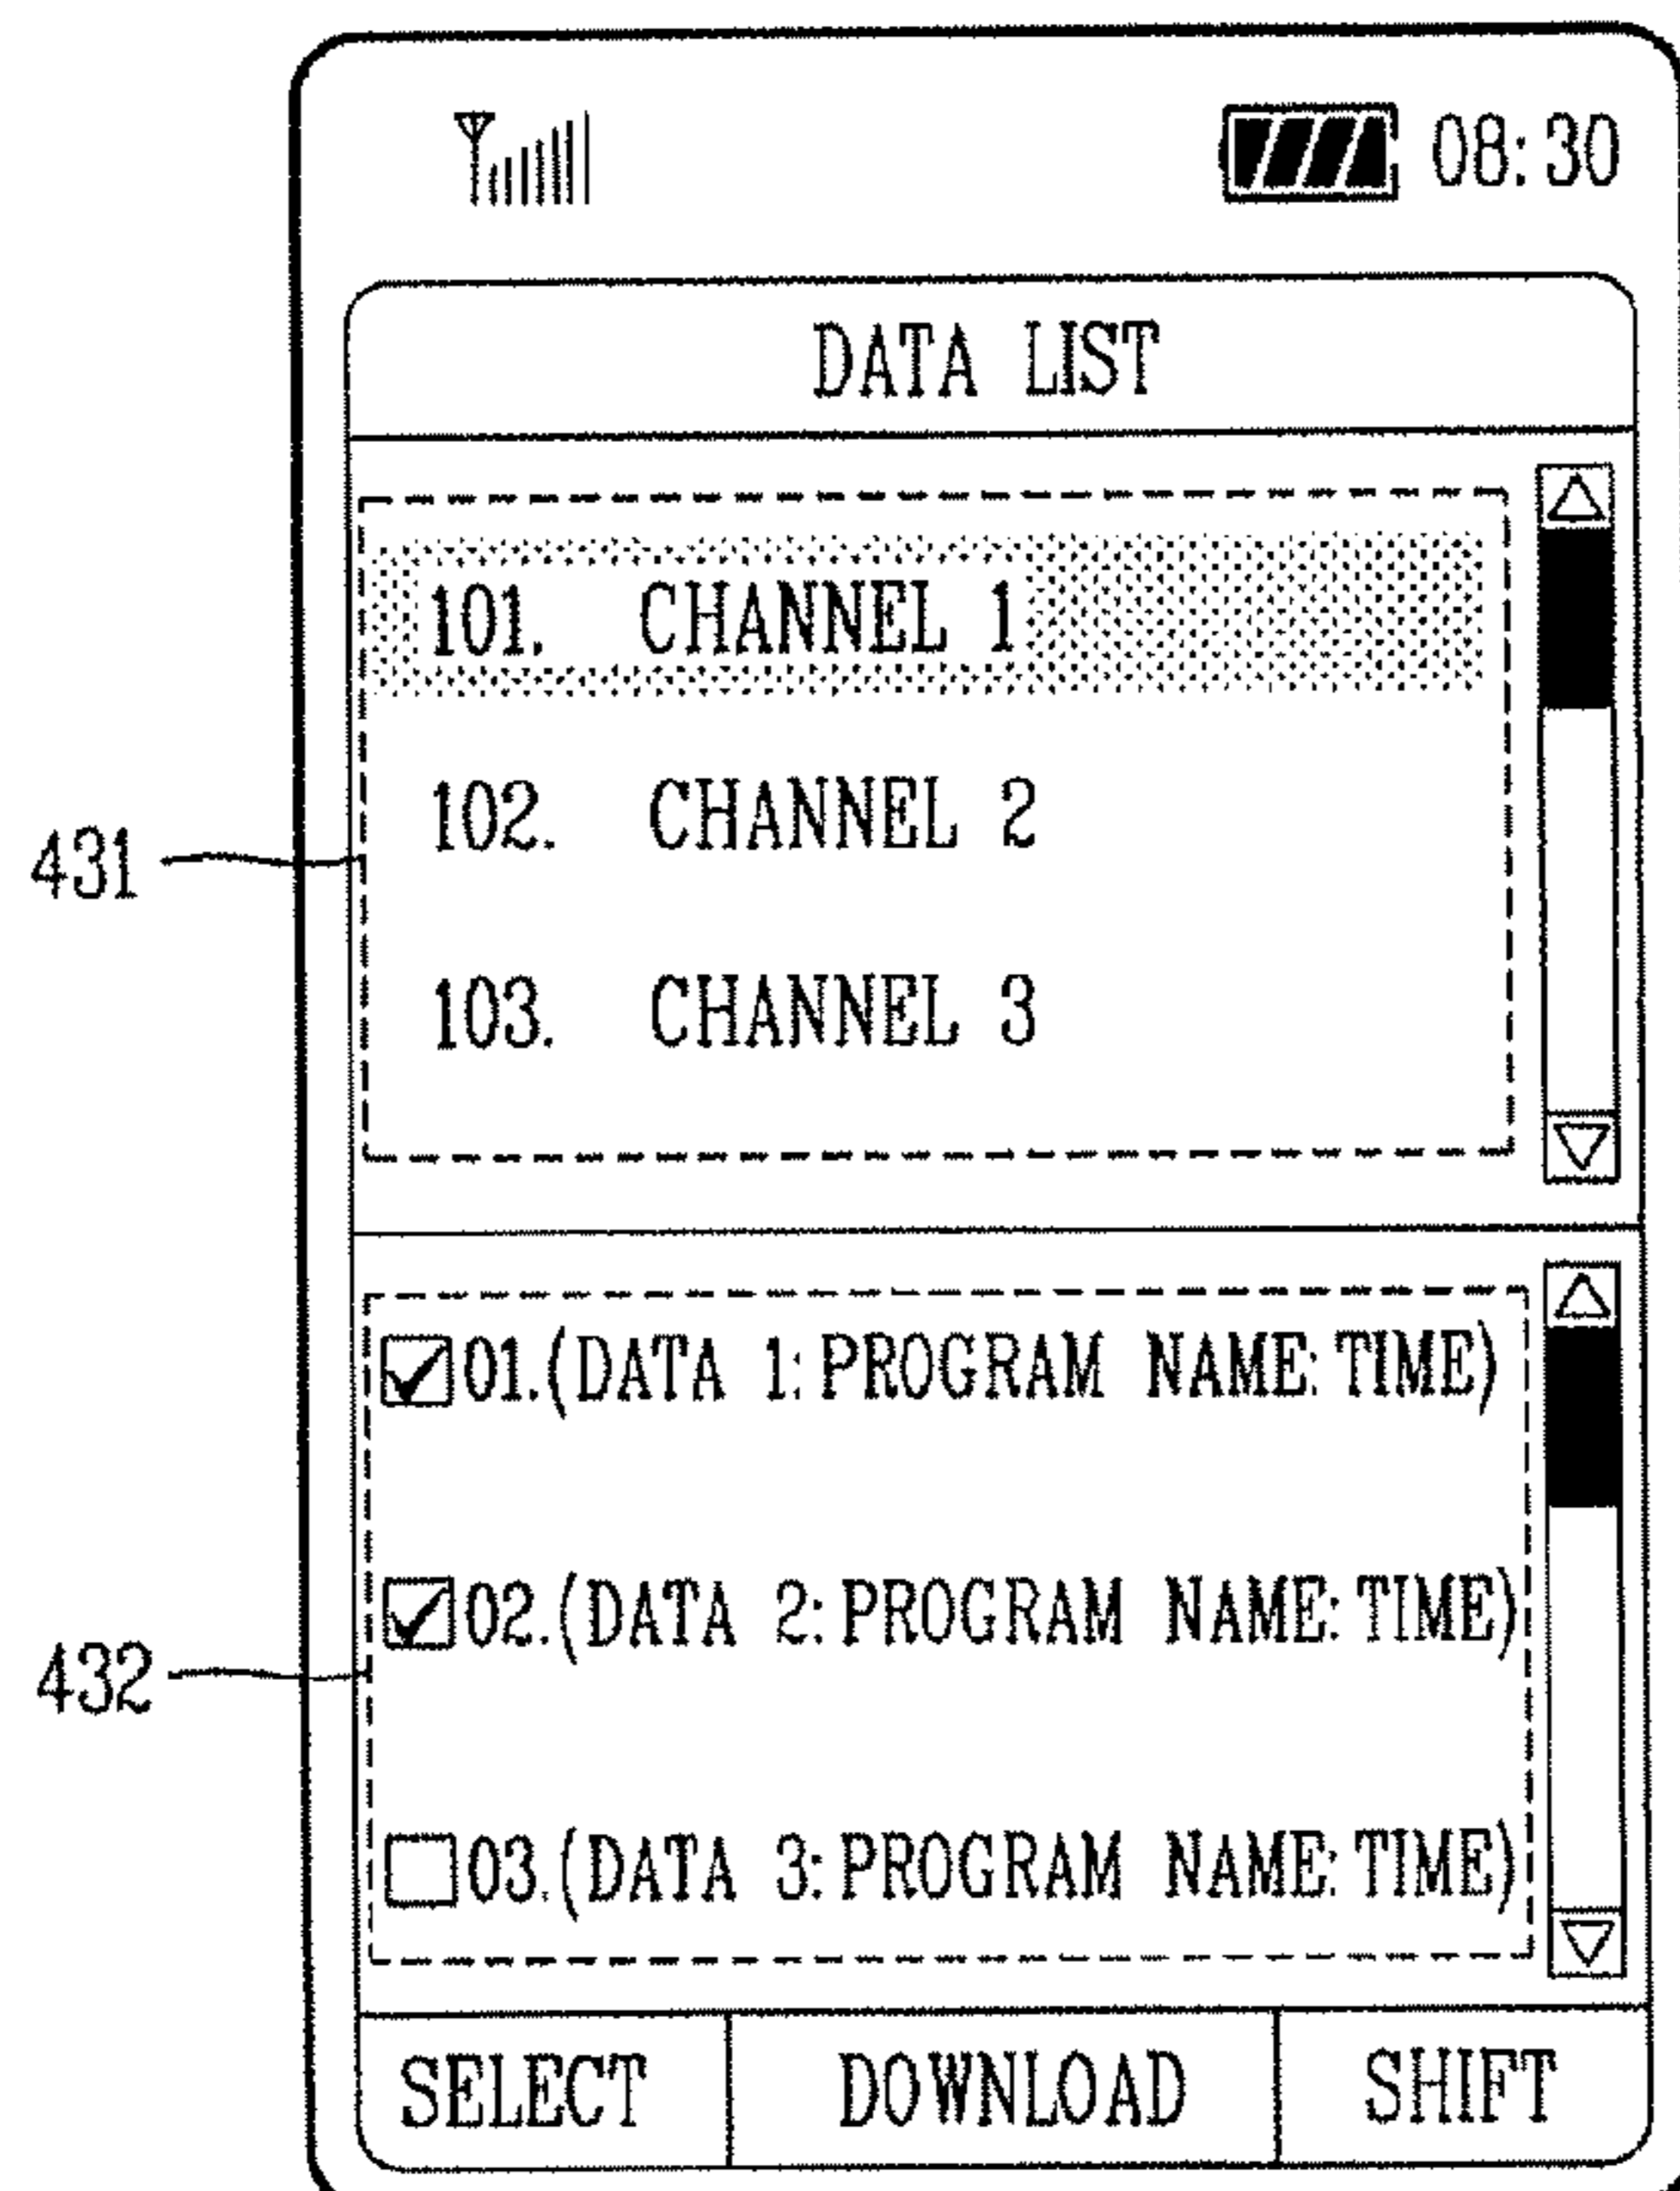 08:30
DATA LIST
101. CHANNEL 1
102. CHANNEL 2
431
103. CHANNEL 3
01.(DATA 1:PROGRAM NAME:TIME)
02.(DATA 2:PROGRAM NAME:TIME)
432
03.(DATA 3:PROGRAM NAME:TIME)
SELECT DOWNLOAD SHIFT